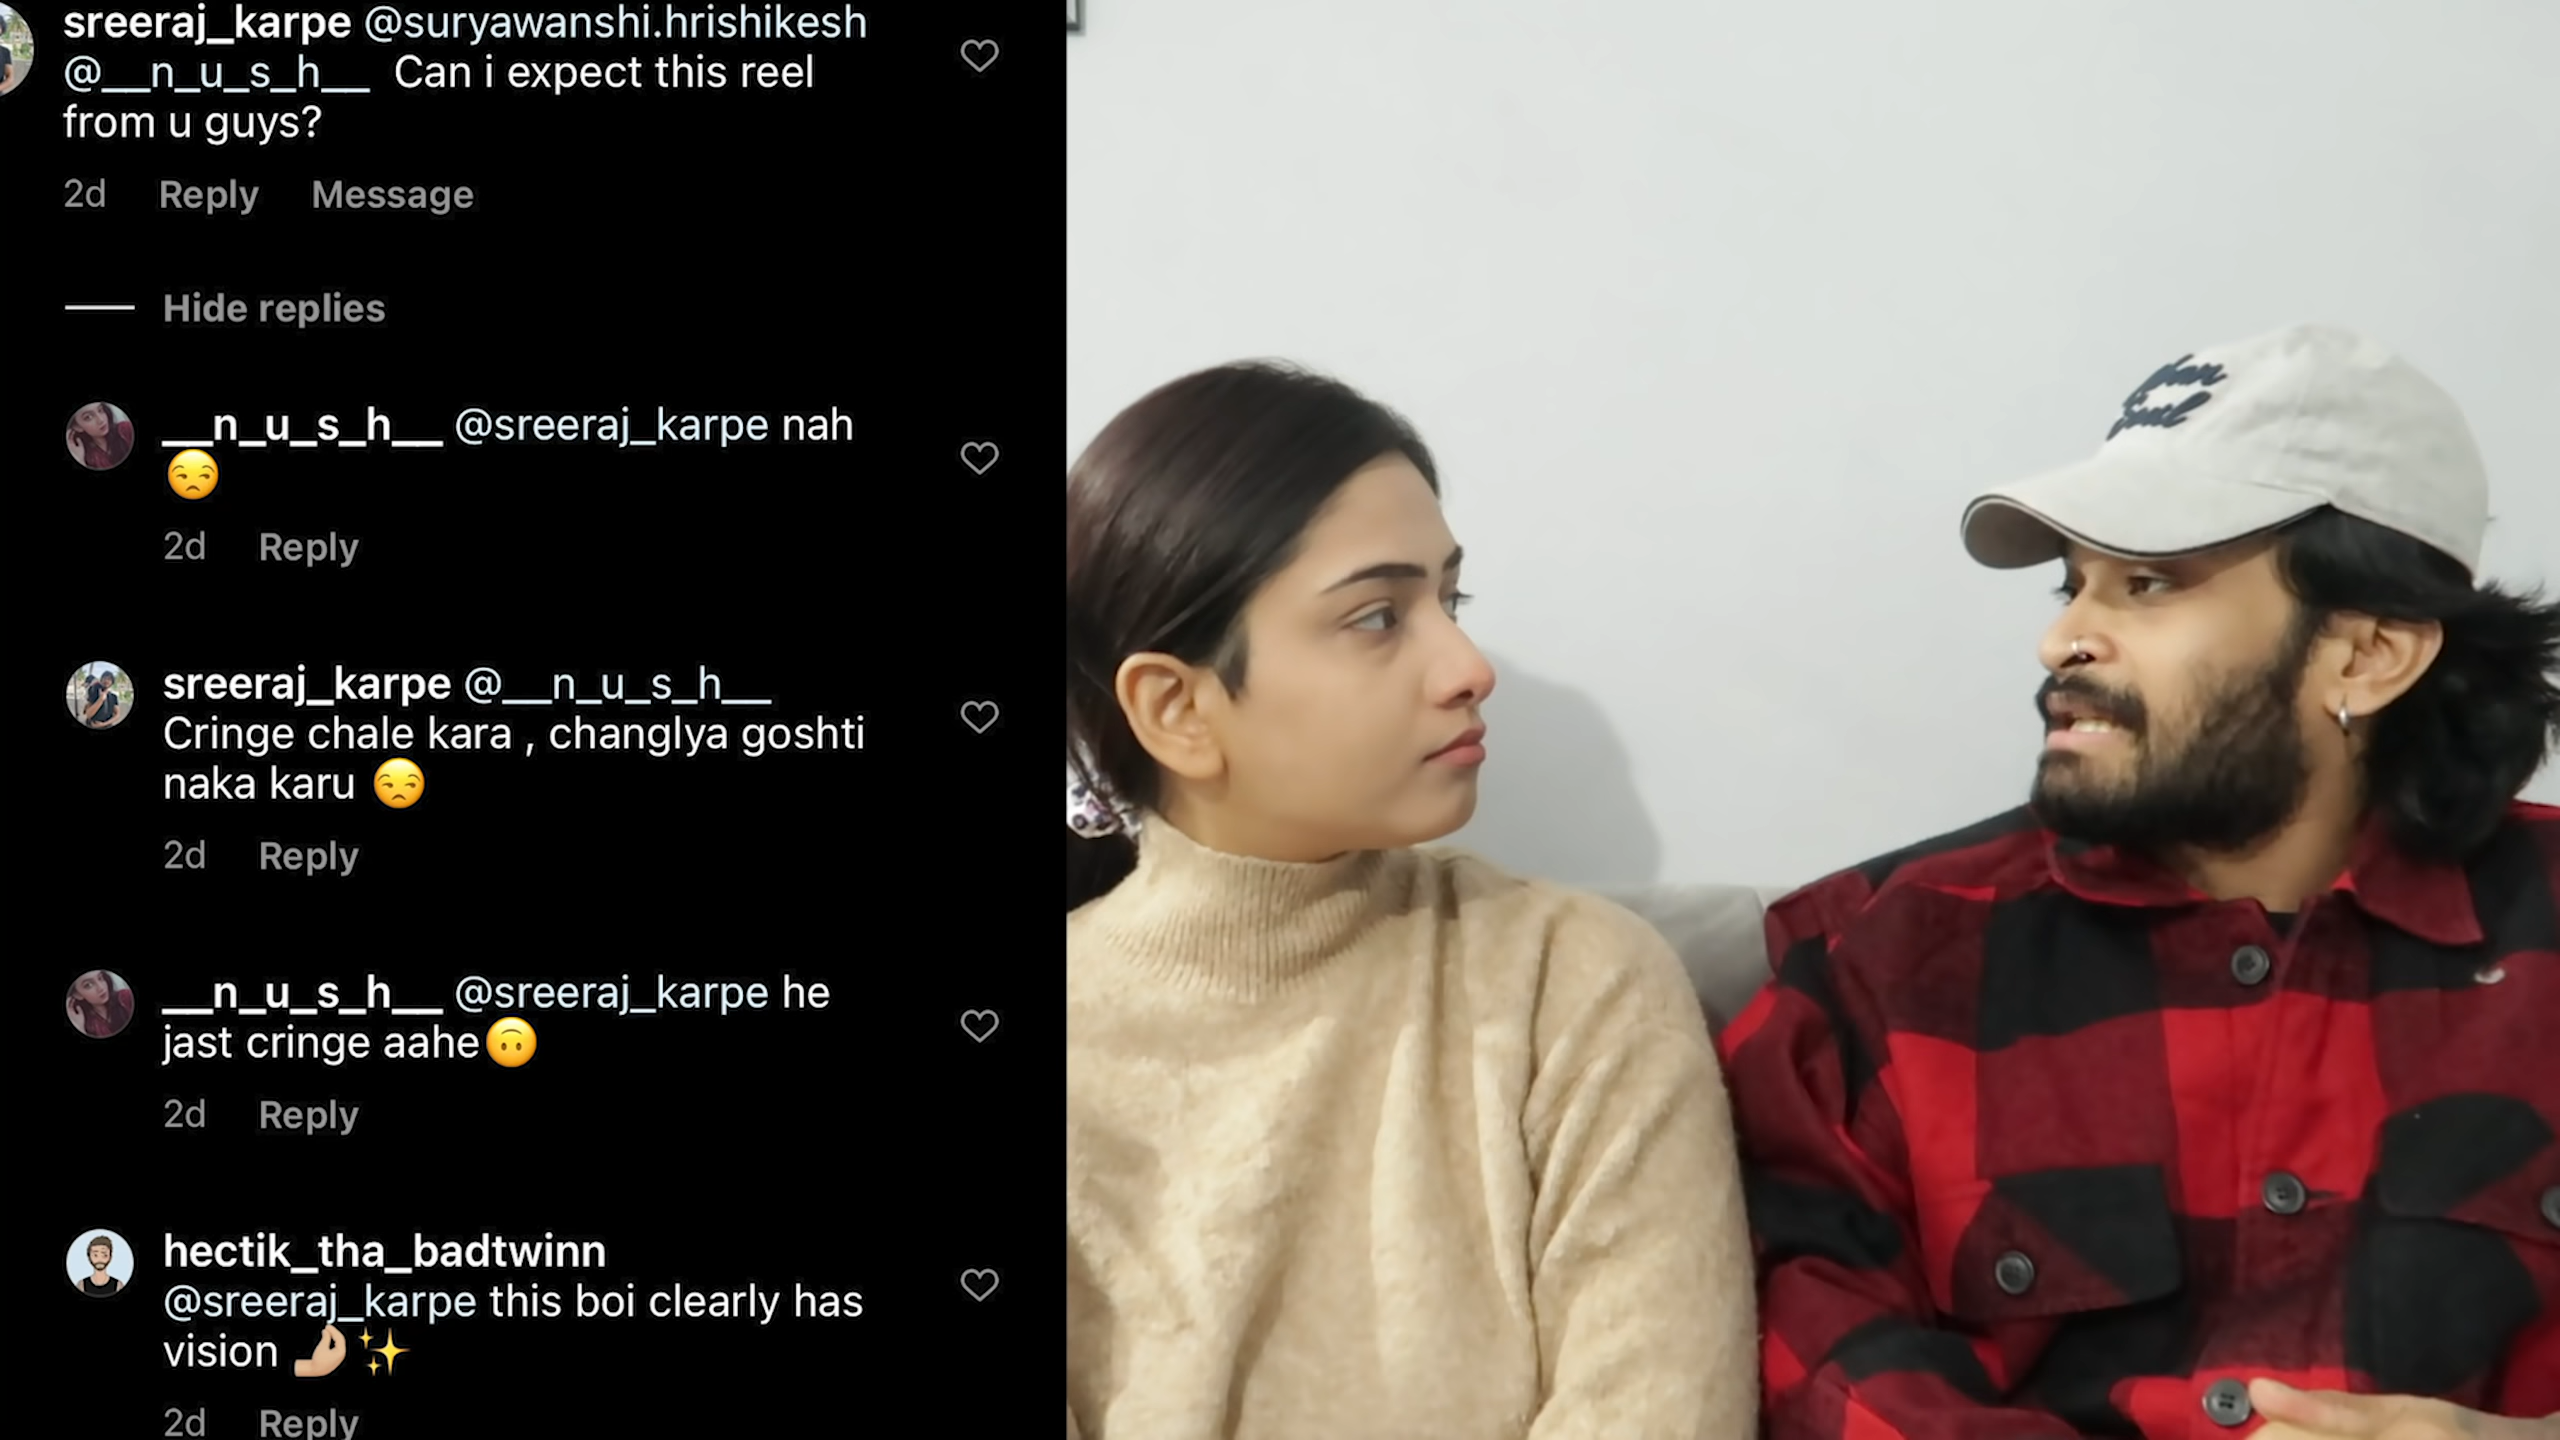 sreeraj_karpe @suryawanshi.hrishikesh
@__n_u_s_h__ Can i expect this reel
from u guys?
2d Reply Message
Hide replies
__n_u_s_h__ @sreeraj_karpe nah
😒
2d Reply
sreeraj_karpe @__n_u_s_h__
Cringe chale kara , changlya goshti
naka karu 😒
2d Reply
__n_u_s_h__ @sreeraj_karpe he
jast cringe aahe🙃
2d Reply
hectik_tha_badtwinn
@sreeraj_karpe this boi clearly has
vision 🤌🏼✨
2d Reply